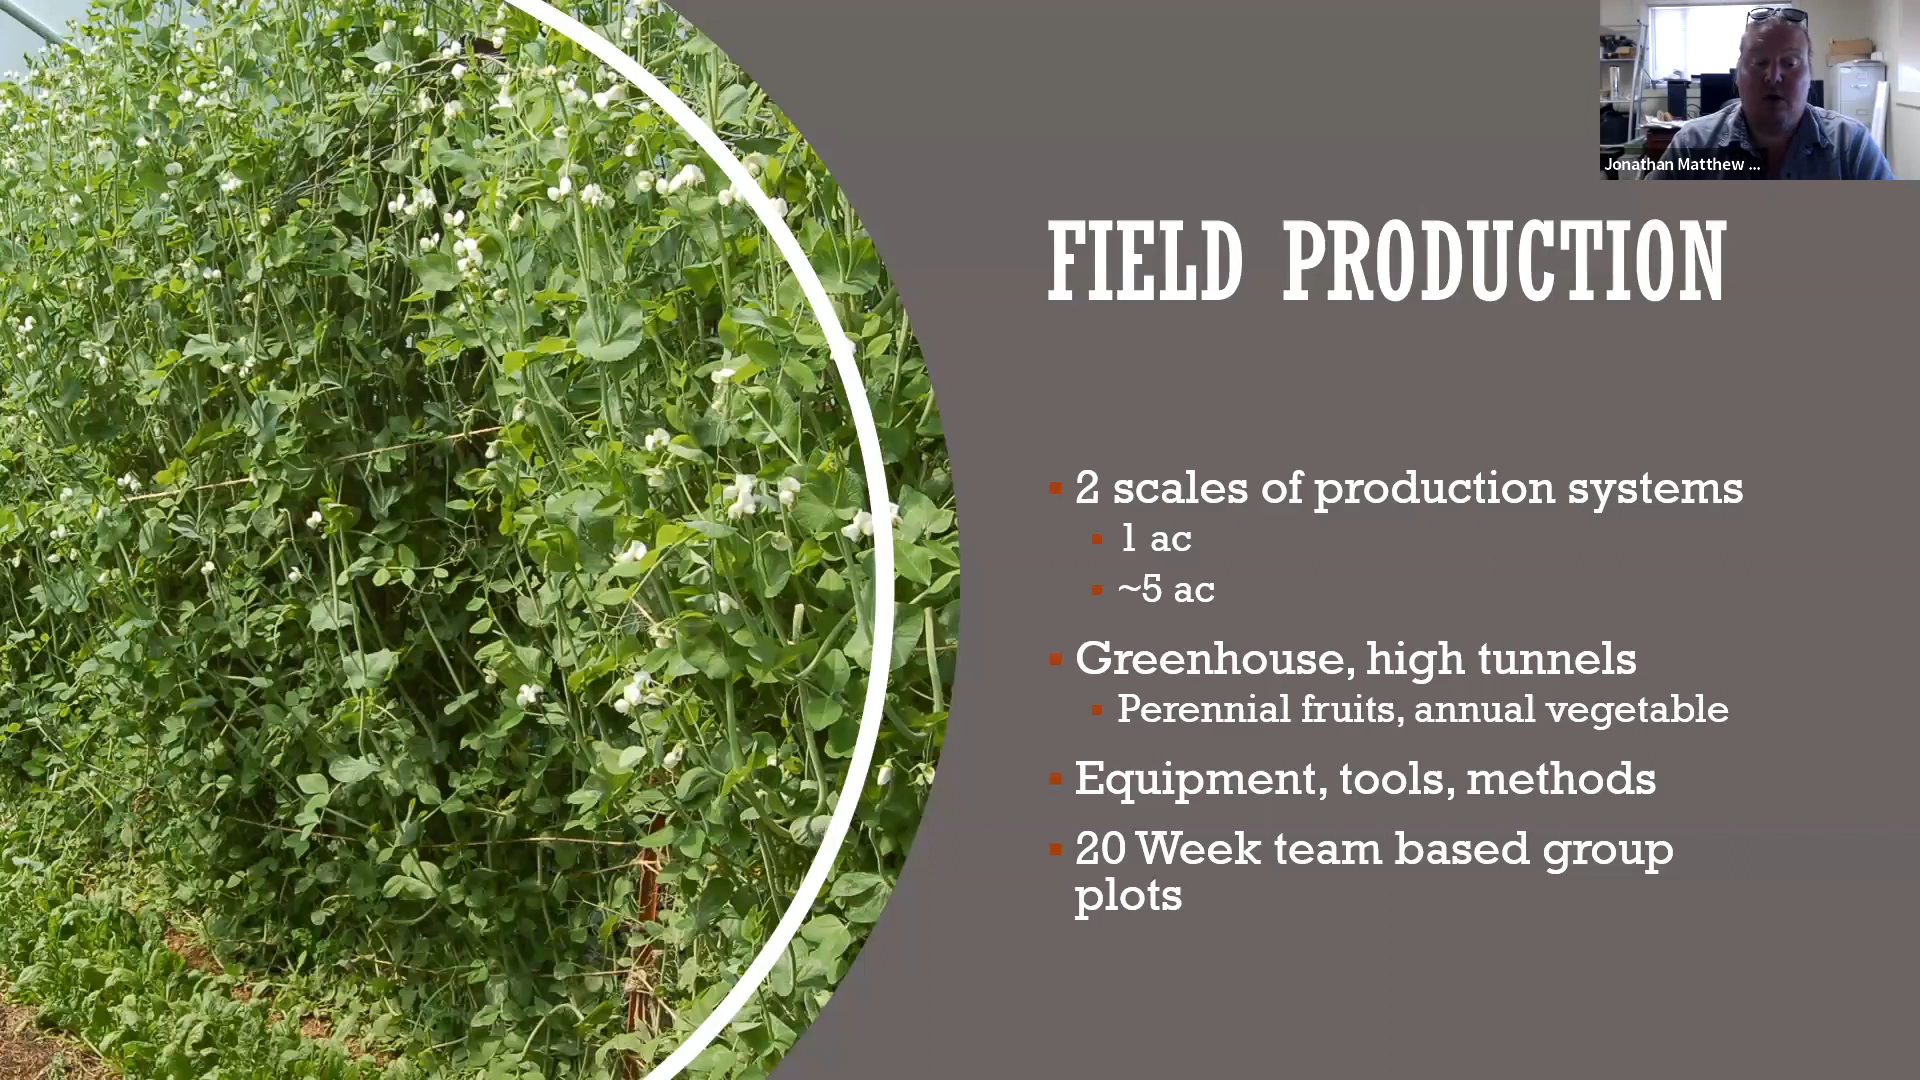 Jonathan Matthew ...
FIELD PRODUCTION
2 scales of production systems
1 ac
~5 ac
Greenhouse, high tunnels
Perennial fruits, annual vegetable
Equipment, tools, methods
20 Week team based group
plots